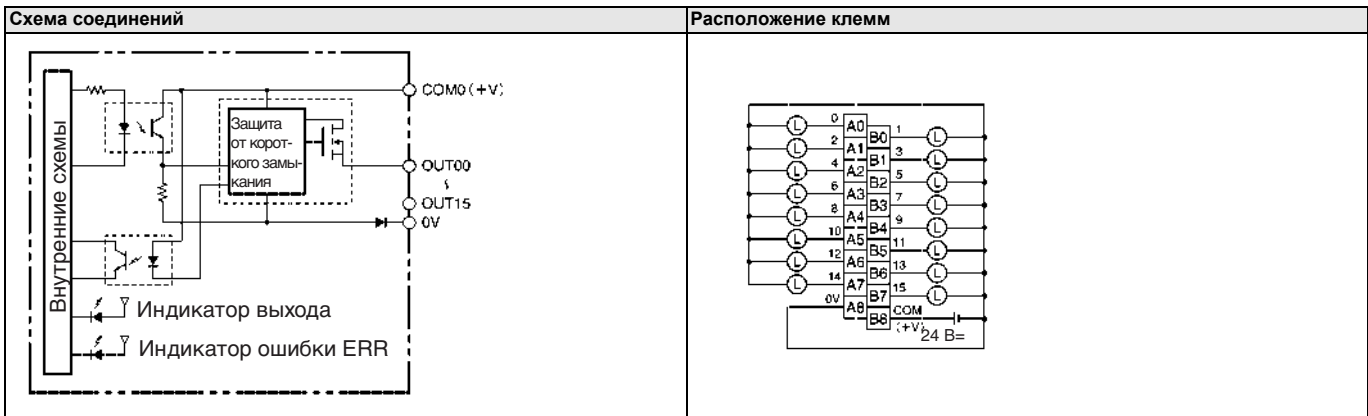 Схема соединений
Расположение клемм
Внутренние схемы
Защита
от корот-
кого замы-
кания
COM0 (+V)
OUT00
OUT15
0V
Индикатор выхода
Индикатор ошибки ERR
L 0 A0 B0 1 L
L 2 A1 B1 3 L
L 4 A2 B2 5 L
L 6 A3 B3 7 L
L 8 A4 B4 9 L
L 10 A5 B5 11 L
L 12 A6 B6 13 L
L 14 A7 B7 15 L
0V A8 B8 COM
(+V)
24 В=